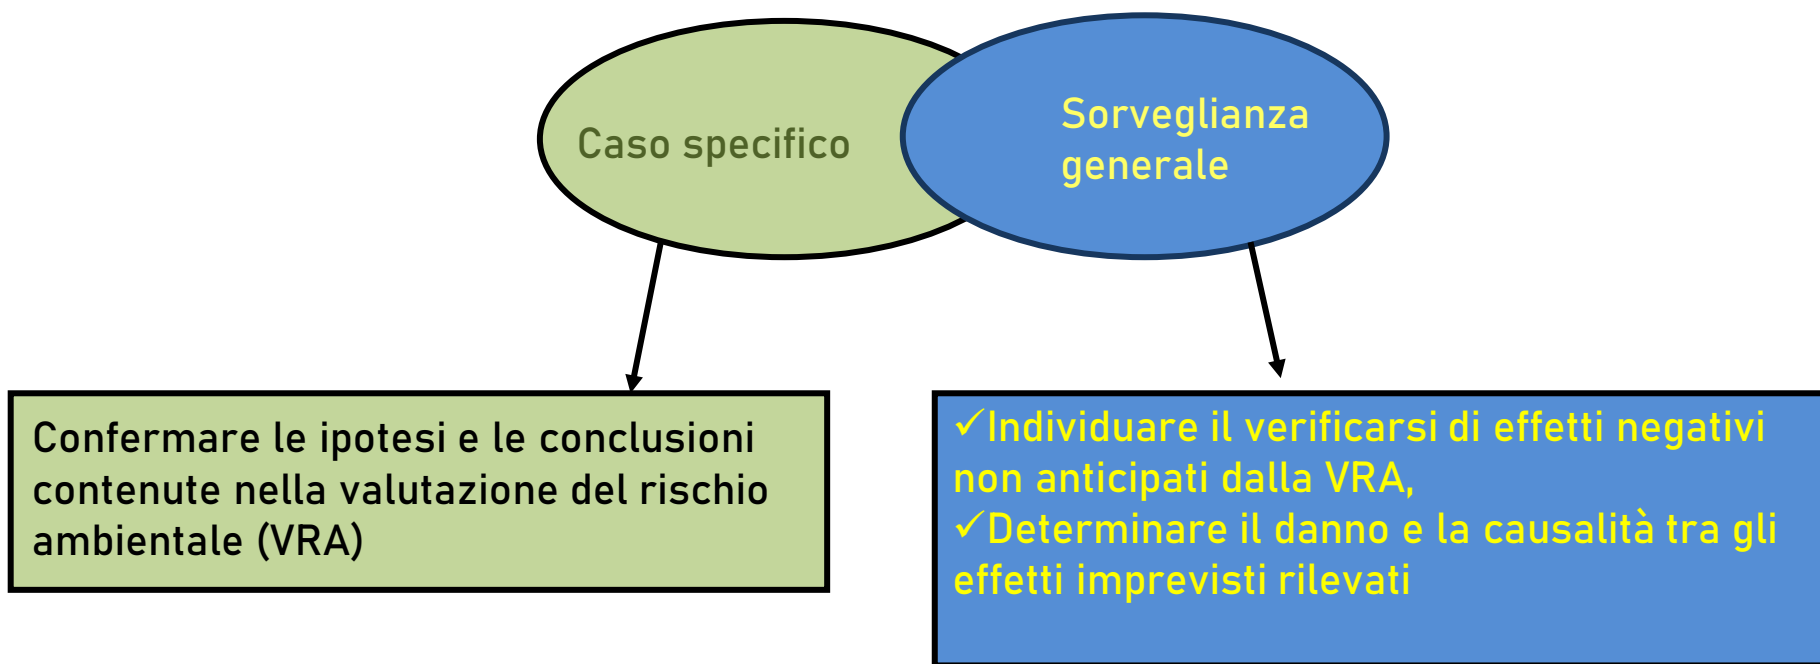 Caso specifico
Sorveglianza
generale
Confermare le ipotesi e le conclusioni
contenute nella valutazione del rischio
ambientale (VRA)
✓Individuare il verificarsi di effetti negativi
non anticipati dalla VRA,
✓Determinare il danno e la causalità tra gli
effetti imprevisti rilevati